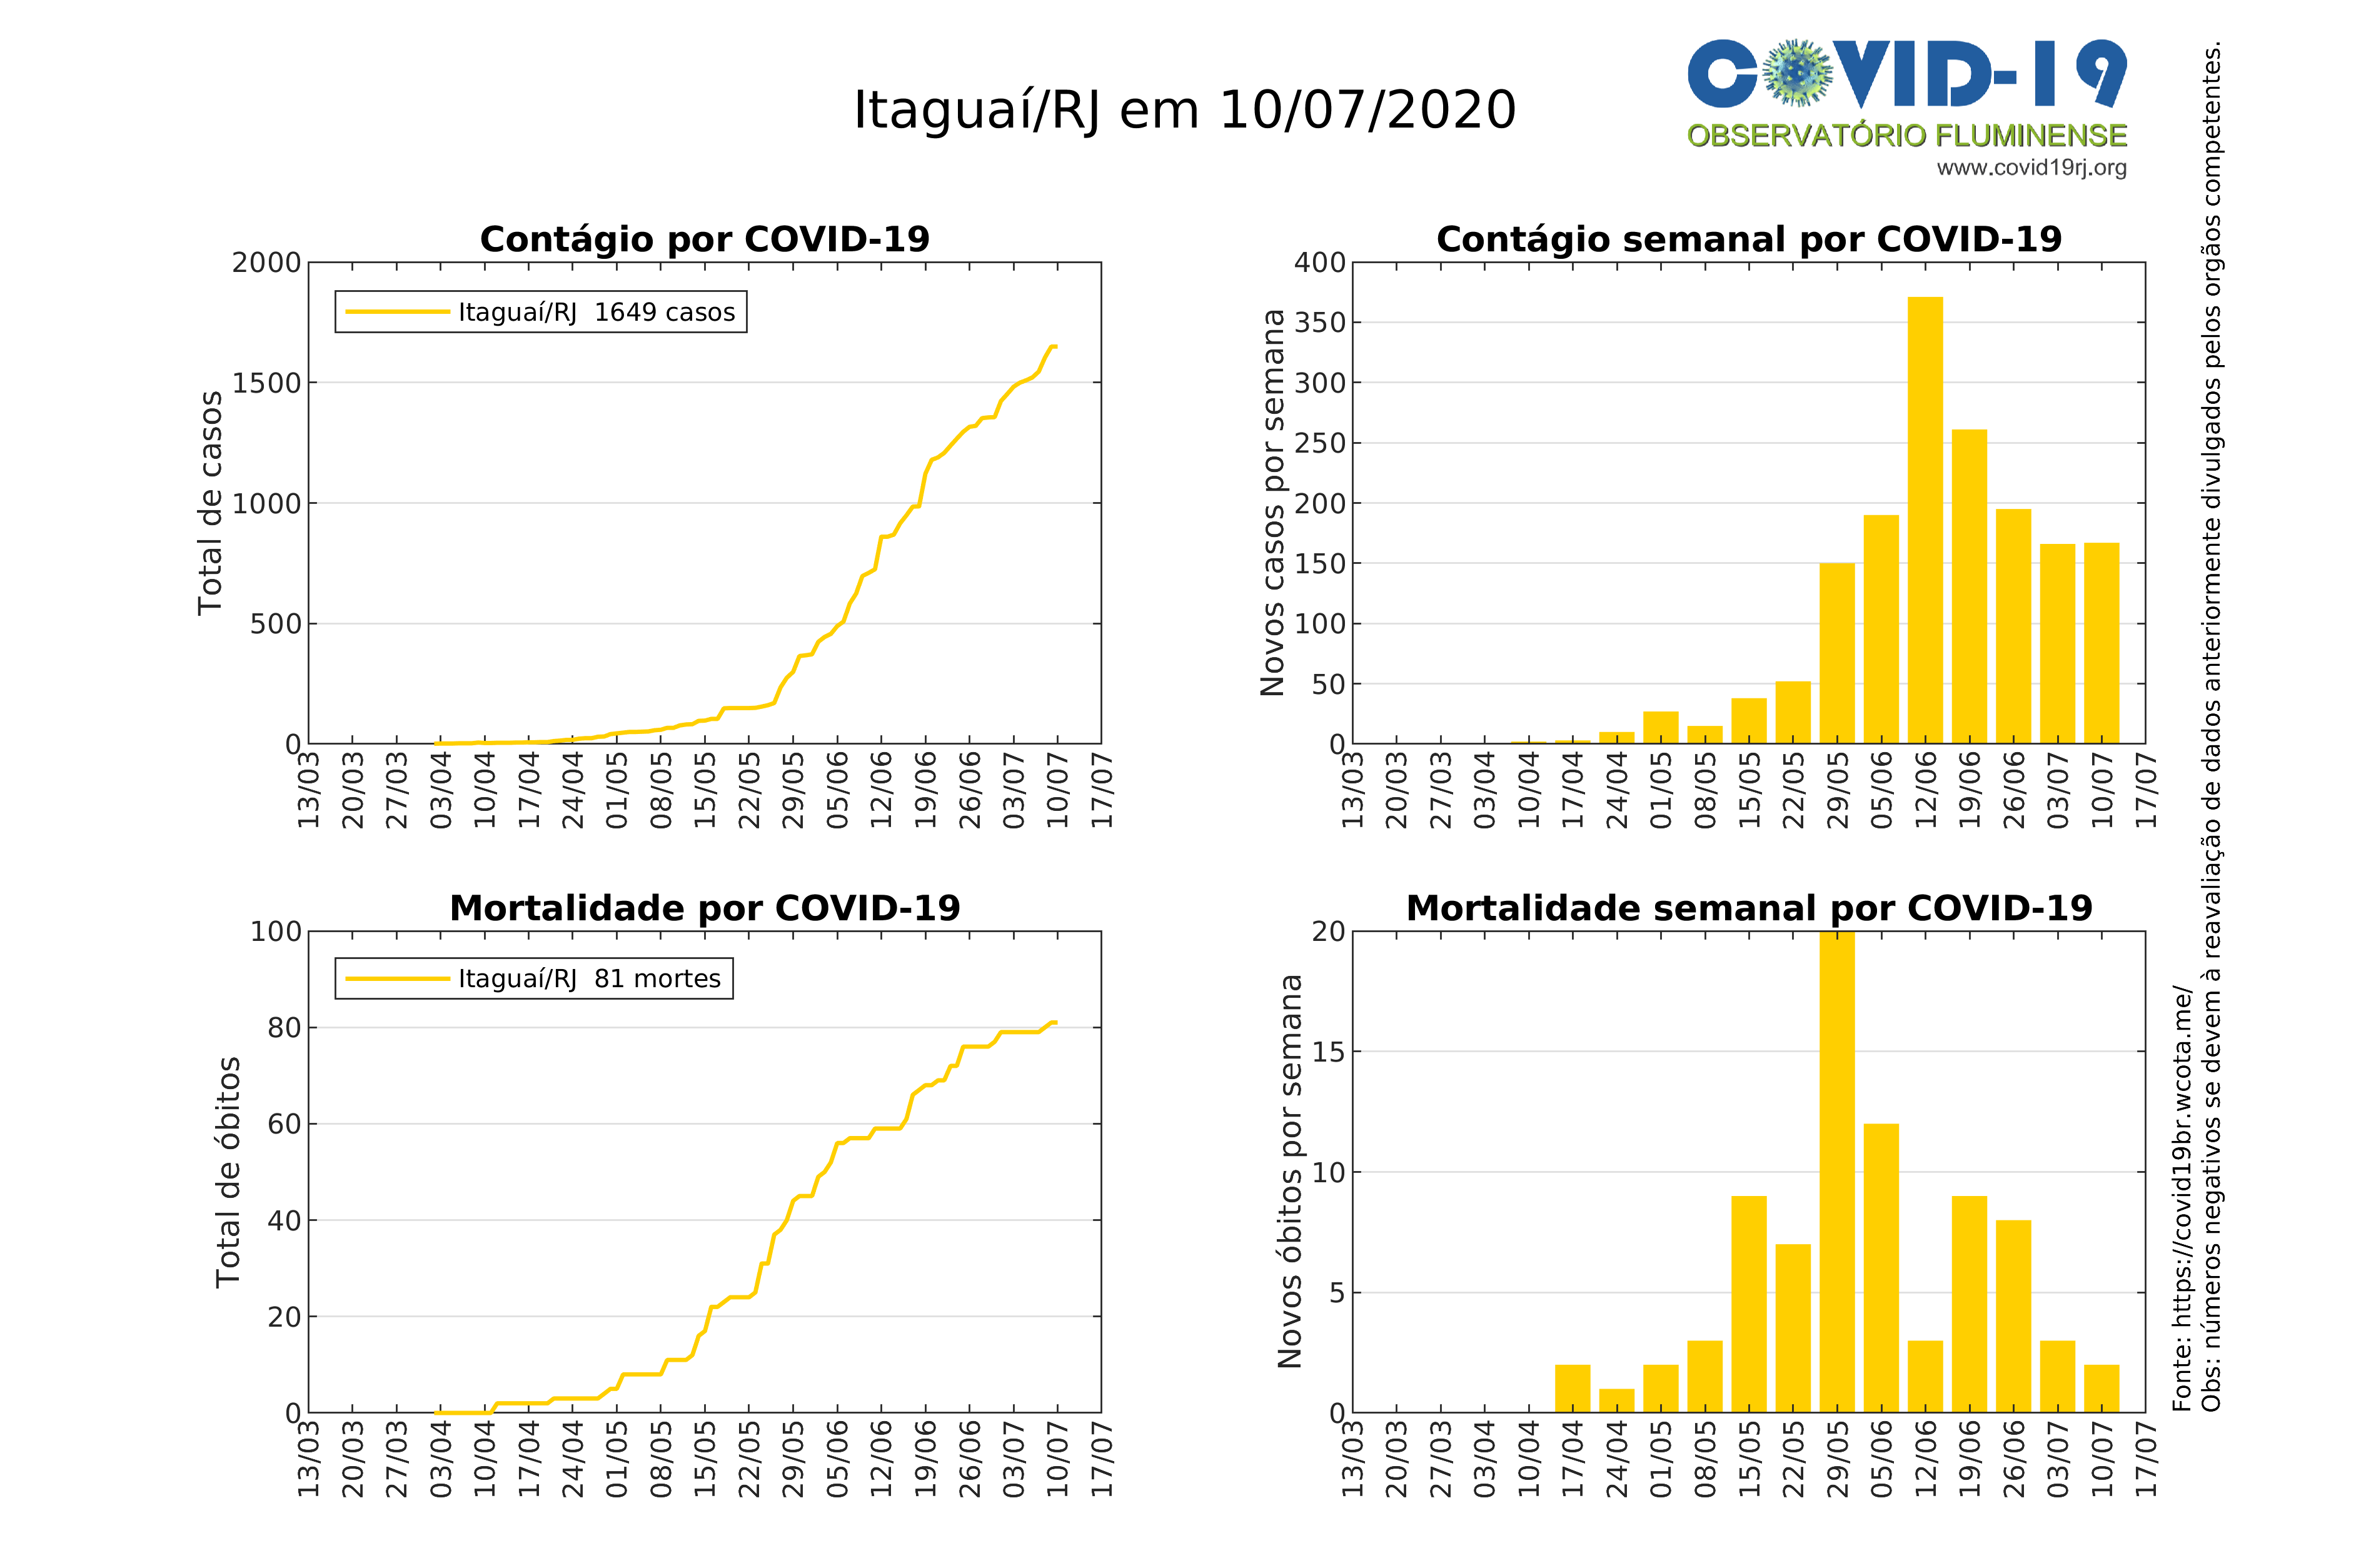 Itaguaí/RJ em 10/07/2020
COVID-19
OBSERVATÓRIO FLUMINENSE
www.covid19rj.org
Contágio por COVID-19
Total de casos
2000
1500
1000
500
0
Itaguaí/RJ 1649 casos
13/03 20/03 27/03 03/04 10/04 17/04 24/04 01/05 08/05 15/05 22/05 29/05 05/06 12/06 19/06 26/06 03/07 10/07 17/07
Contágio semanal por COVID-19
Novos casos por semana
400
350
300
250
200
150
100
50
0
13/03 20/03 27/03 03/04 10/04 17/04 24/04 01/05 08/05 15/05 22/05 29/05 05/06 12/06 19/06 26/06 03/07 10/07 17/07
Mortalidade por COVID-19
Total de óbitos
100
80
60
40
20
0
Itaguaí/RJ 81 mortes
13/03 20/03 27/03 03/04 10/04 17/04 24/04 01/05 08/05 15/05 22/05 29/05 05/06 12/06 19/06 26/06 03/07 10/07 17/07
Mortalidade semanal por COVID-19
Novos óbitos por semana
20
15
10
5
0
13/03 20/03 27/03 03/04 10/04 17/04 24/04 01/05 08/05 15/05 22/05 29/05 05/06 12/06 19/06 26/06 03/07 10/07 17/07
Fonte: https://covid19br.wcota.me/
Obs: números negativos se devem à reavaliação de dados anteriormente divulgados pelos orgãos competentes.